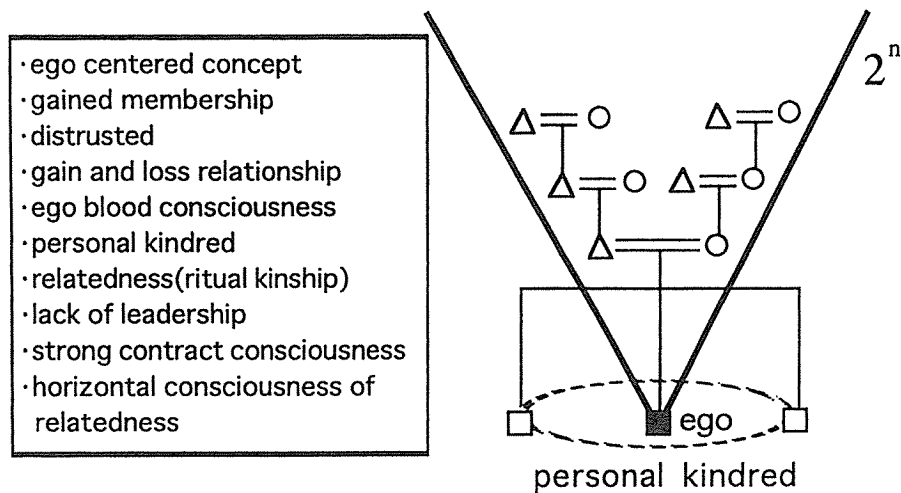 ·ego centered concept
·gained membership
·distrusted
·gain and loss relationship
·ego blood consciousness
·personal kindred
·relatedness(ritual kinship)
·lack of leadership
·strong contract consciousness
·horizontal consciousness of
relatedness
2ⁿ
ego
personal kindred